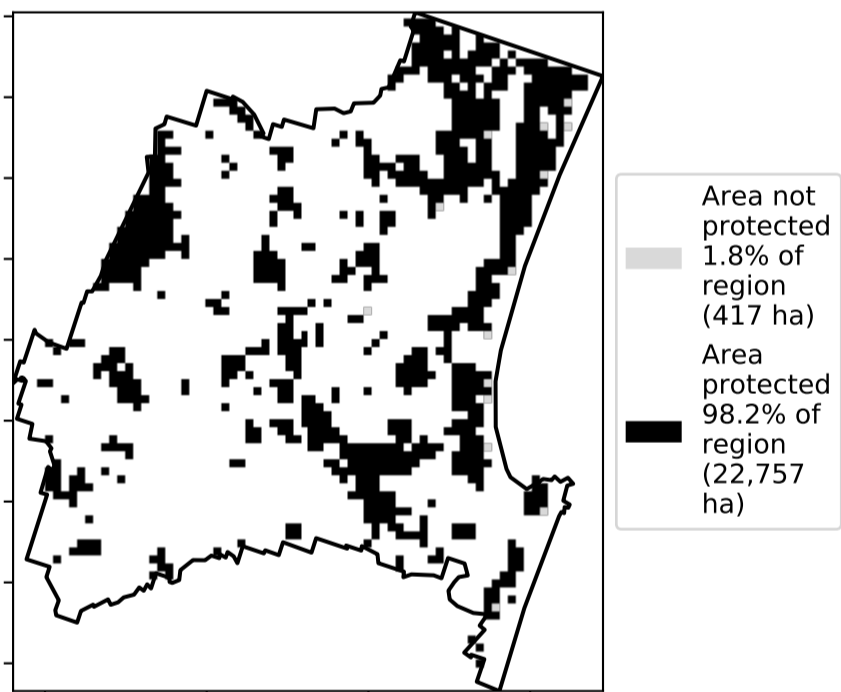 Area not
protected
1.8% of
region
(417 ha)
Area
protected
98.2% of
region
(22,757
ha)